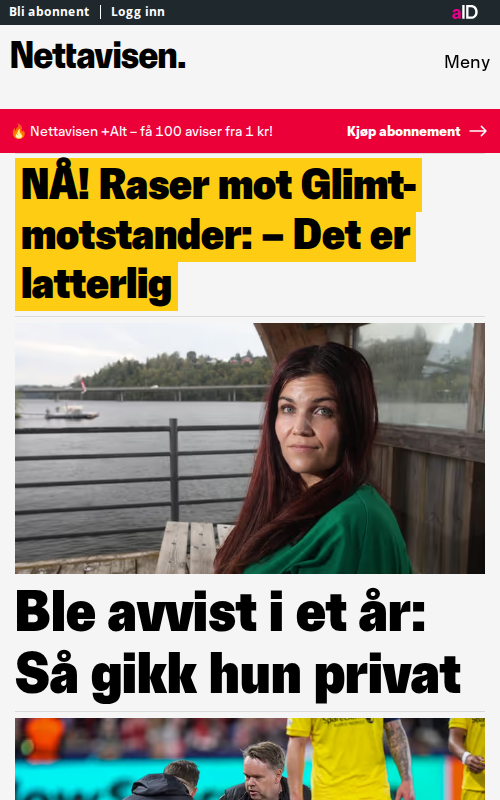 Bli abonnent | Logg inn
aID
Nettavisen.
Meny
🔥 Nettavisen +Alt – få 100 aviser fra 1 kr!
Kjøp abonnement →
NÅ! Raser mot Glimt-
motstander: – Det er
latterlig
Ble avvist i et år:
Så gikk hun privat